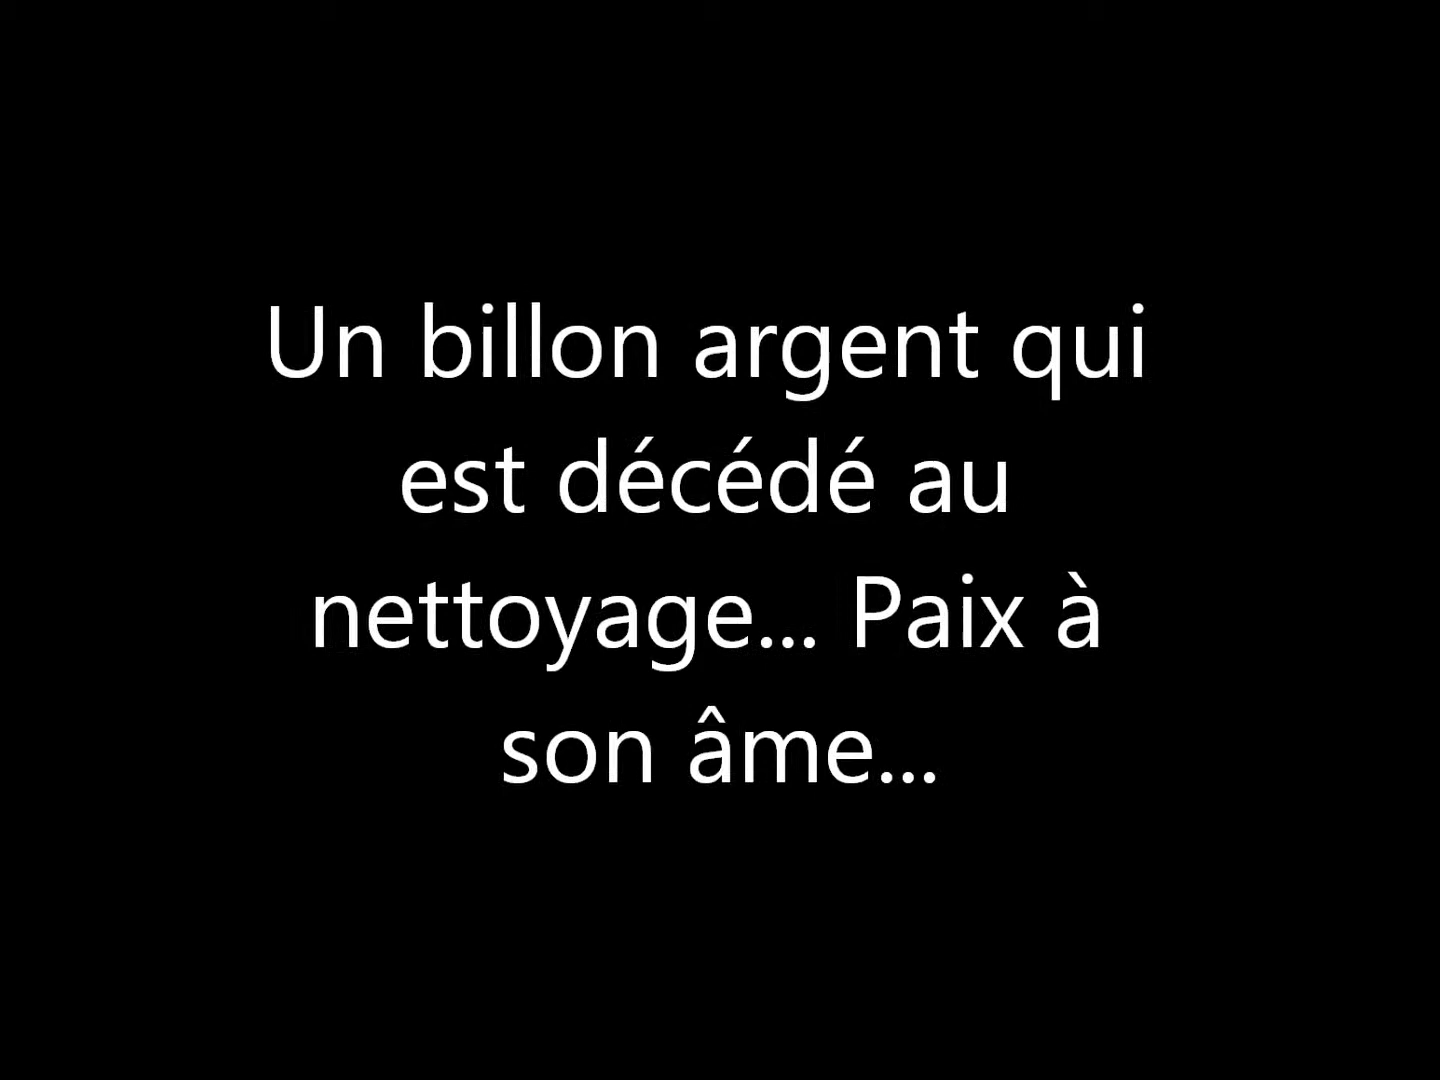 Un billon argent qui
est décédé au
nettoyage... Paix à
son âme...